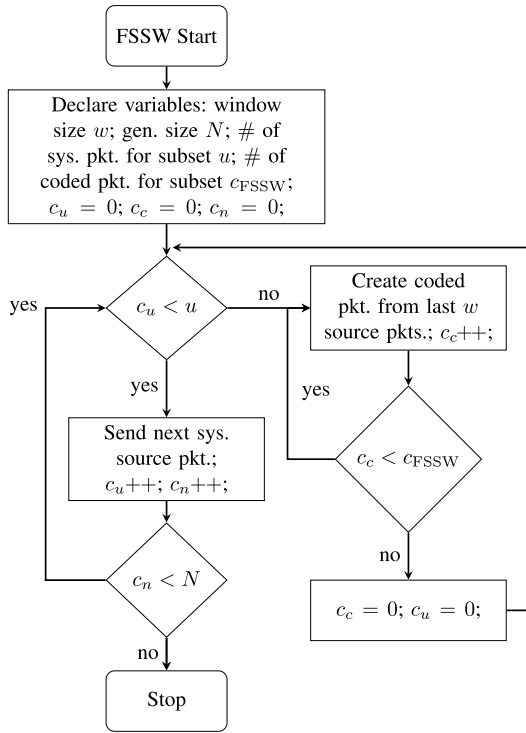 FSSW Start
Declare variables: window
size w; gen. size N; # of
sys. pkt. for subset u; # of
coded pkt. for subset c_FSSW;
c_u = 0; c_c = 0; c_n = 0;
c_u < u
yes
no
yes
Create coded
pkt. from last w
source pkts.; c_c++;
yes
c_c < c_FSSW
no
c_c = 0; c_u = 0;
Send next sys.
source pkt.;
c_u++; c_n++;
c_n < N
no
Stop